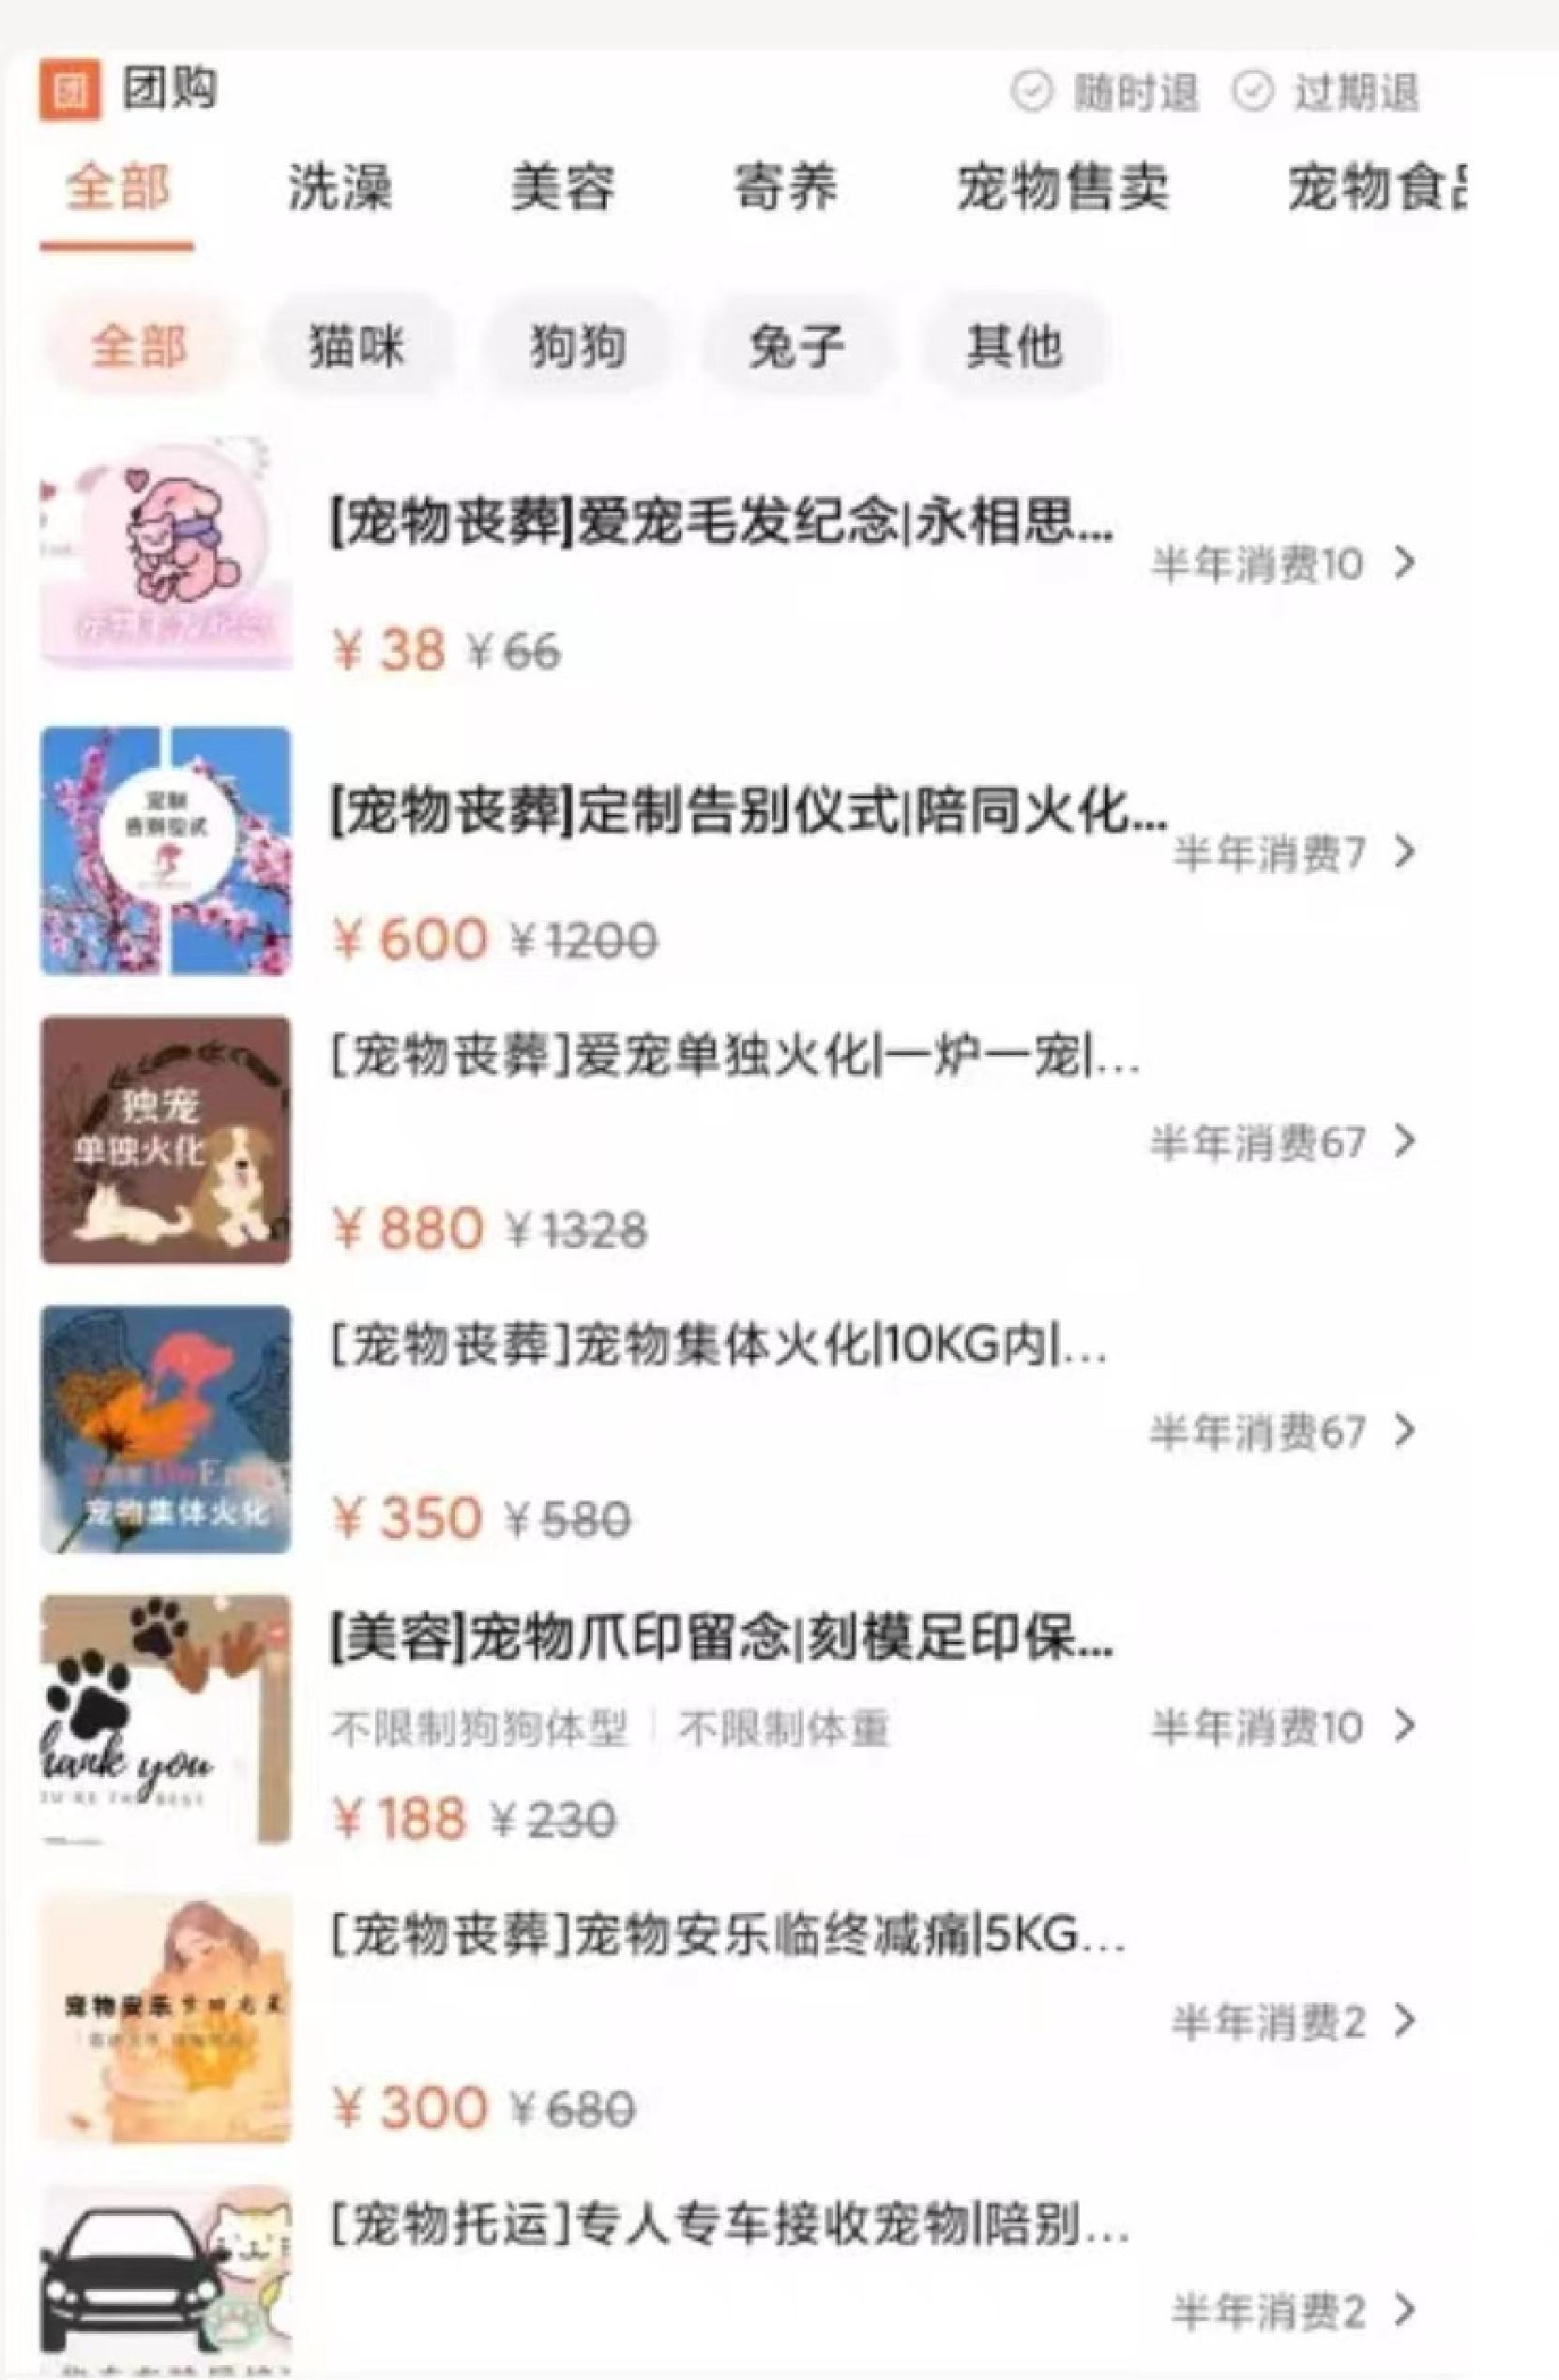 团 团购 随时退 过期退
全部 洗澡 美容 寄养 宠物售卖 宠物食品
全部 猫咪 狗狗 兔子 其他
[宠物丧葬]爱宠毛发纪念|永相思...
半年消费10
¥38 ¥66
定制
告别仪式
[宠物丧葬]定制告别仪式|陪同火化...
半年消费7
¥600 ¥1200
独宠
单独火化
[宠物丧葬]爱宠单独火化|一炉一宠|...
半年消费67
¥880 ¥1328
宠物集体火化
[宠物丧葬]宠物集体火化|10KG内|...
半年消费67
¥350 ¥580
hank you
[美容]宠物爪印留念|刻模足印保...
不限制狗狗体型 | 不限制体重
半年消费10
¥188 ¥230
宠物安乐
[宠物丧葬]宠物安乐临终减痛|5KG...
半年消费2
¥300 ¥680
[宠物托运]专人专车接收宠物|陪别...
半年消费2